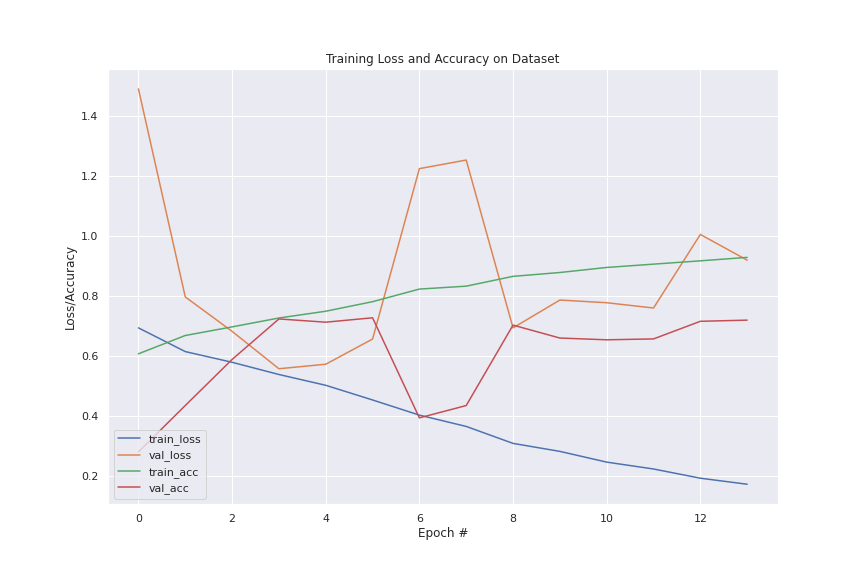 Training Loss and Accuracy on Dataset
Loss/Accuracy
1.4
1.2
1.0
0.8
0.6
0.4
0.2
train_loss
val_loss
train_acc
val_acc
0 2 4 6 8 10 12
Epoch #